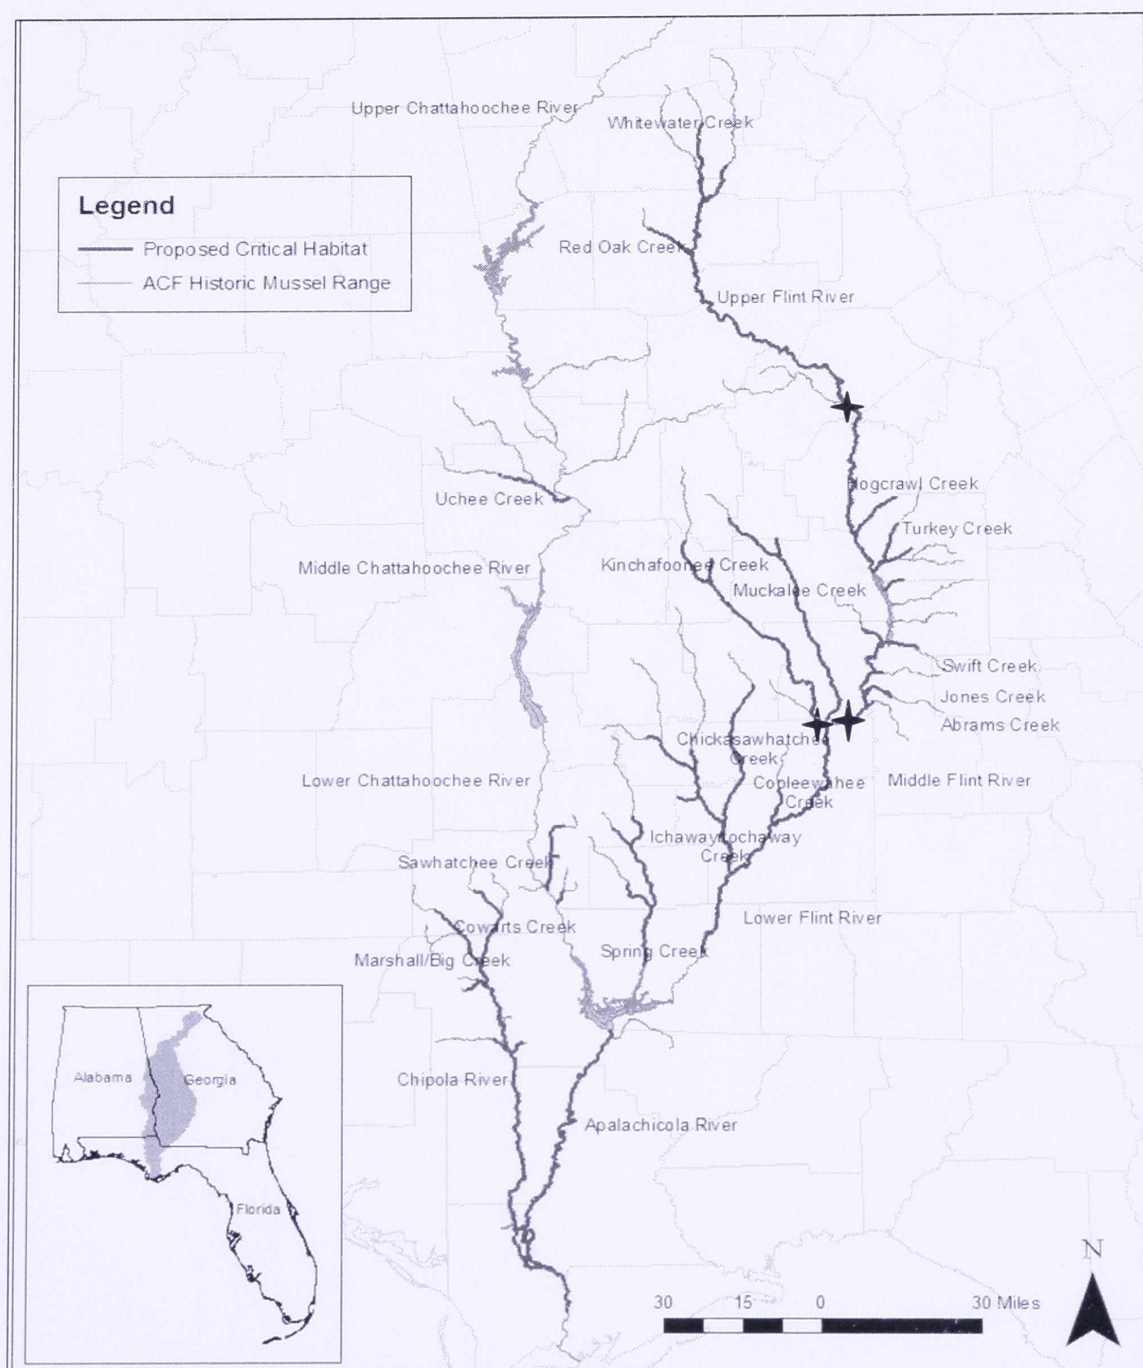 Upper Chattahoochee River
Whitewater Creek
Legend
Proposed Critical Habitat
ACF Historic Mussel Range
Red Oak Creek
Upper Flint River
Hogcrawl Creek
Uchee Creek
Turkey Creek
Middle Chattahoochee River
Kinchafoonee Creek
Muckalee Creek
Swift Creek
Jones Creek
Abrams Creek
Chickasawhatchee
Creek
Lower Chattahoochee River
Middle Flint River
Creek
Creek
Sawhatchee Creek
Lower Flint River
Cowarts Creek
Spring Creek
Marshall/Big Creek
Alabama
Georgia
Chipola River
Apalachicola River
Florida
N
30 15 0 30 Miles